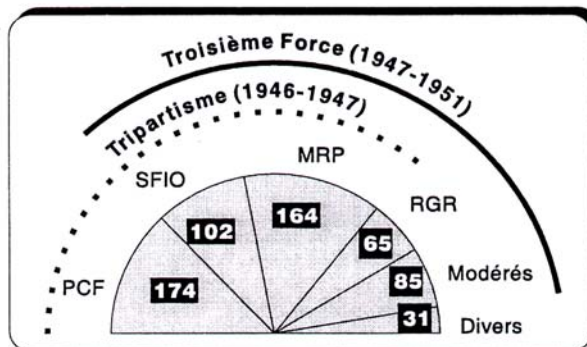 Troisième Force (1947-1951)
Tripartisme (1946-1947)
MRP
SFIO
RGR
164
102
65
PCF
174
Modérés
85
31
Divers